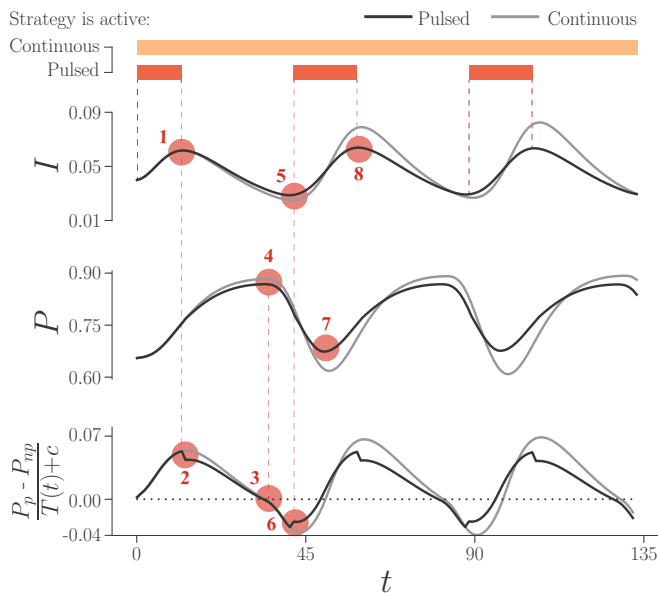 Strategy is active:
Pulsed
Continuous
Continuous
Pulsed
0.09
1
I
0.05
5
8
0.01
4
0.90
P
0.75
7
0.60
0.07
P_p - P_np
T(t)+c
2
3
0.00
6
-0.04
0
45
90
135
t